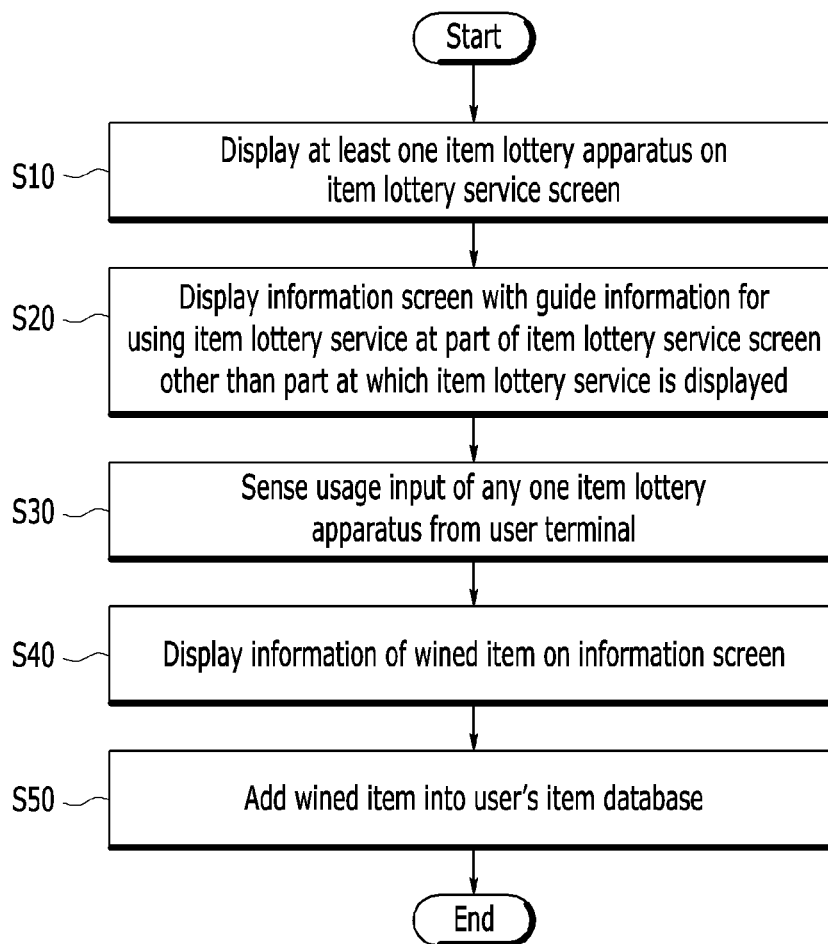 Start
S10
Display at least one item lottery apparatus on
item lottery service screen
S20
Display information screen with guide information for
using item lottery service at part of item lottery service screen
other than part at which item lottery service is displayed
S30
Sense usage input of any one item lottery
apparatus from user terminal
S40
Display information of wined item on information screen
S50
Add wined item into user's item database
End